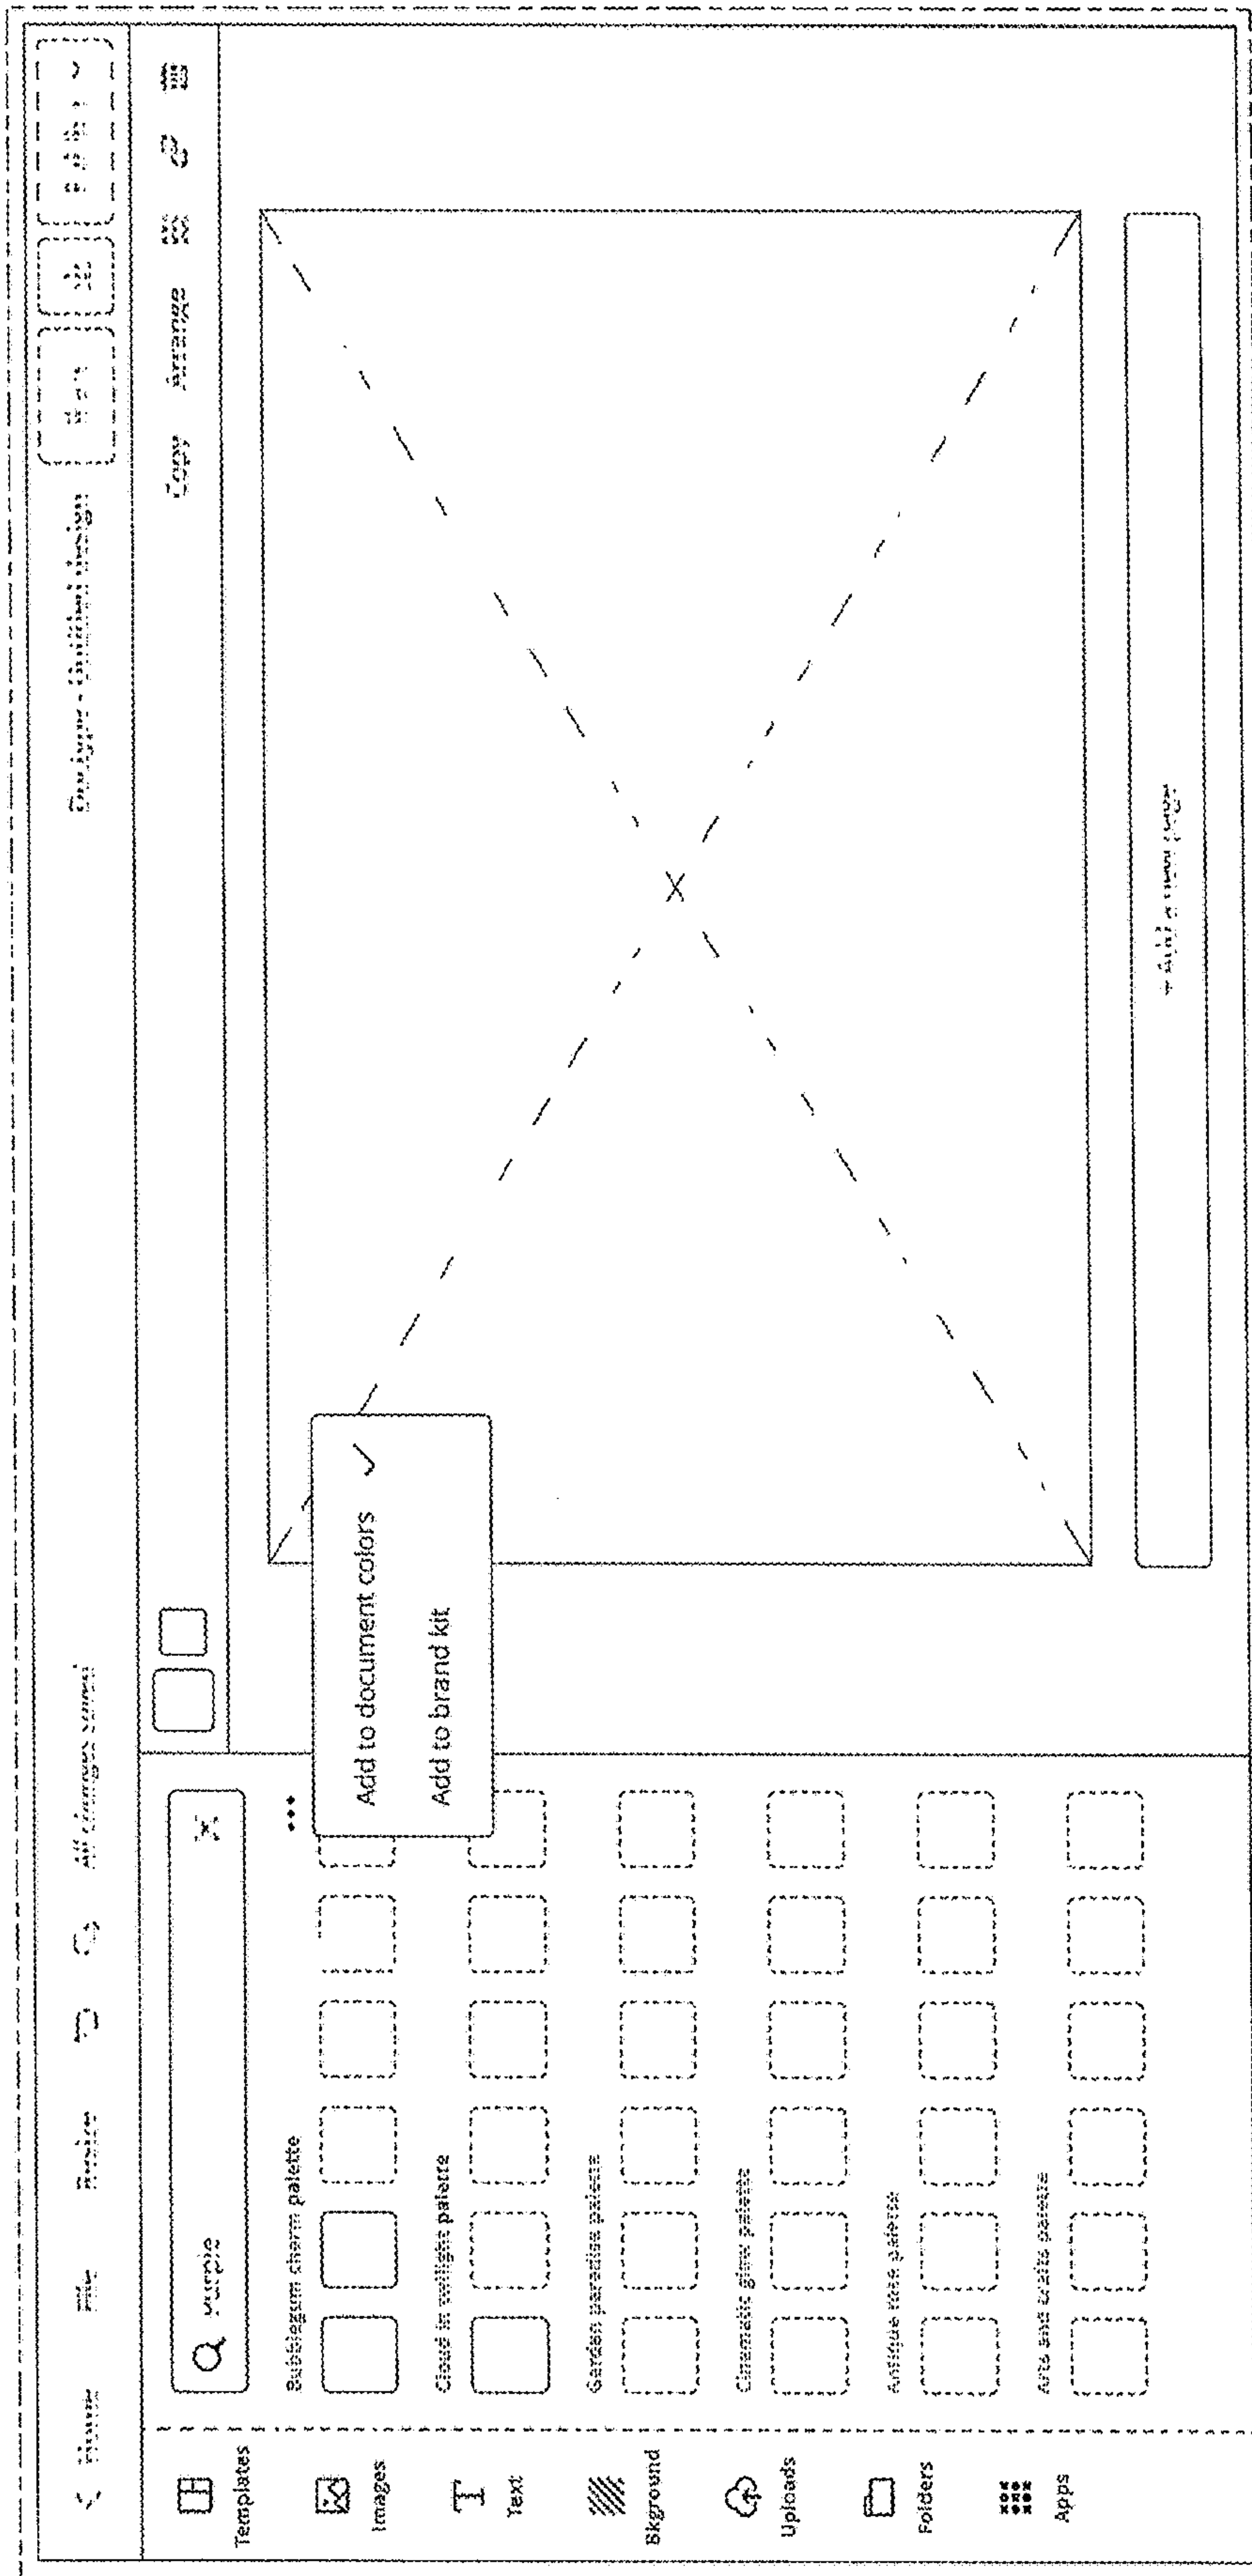 Home File Resize All changes saved
Design type - Untitled design
Copy Arrange
Templates
Images
Text
Bkground
Uploads
Folders
Apps
purple
Bubblegum charm palette
Cloud in twilight palette
Garden paradise palette
Cinematic glow palette
Antique rose palette
Arts and crafts palette
Add to document colors
Add to brand kit
+ Add a new page